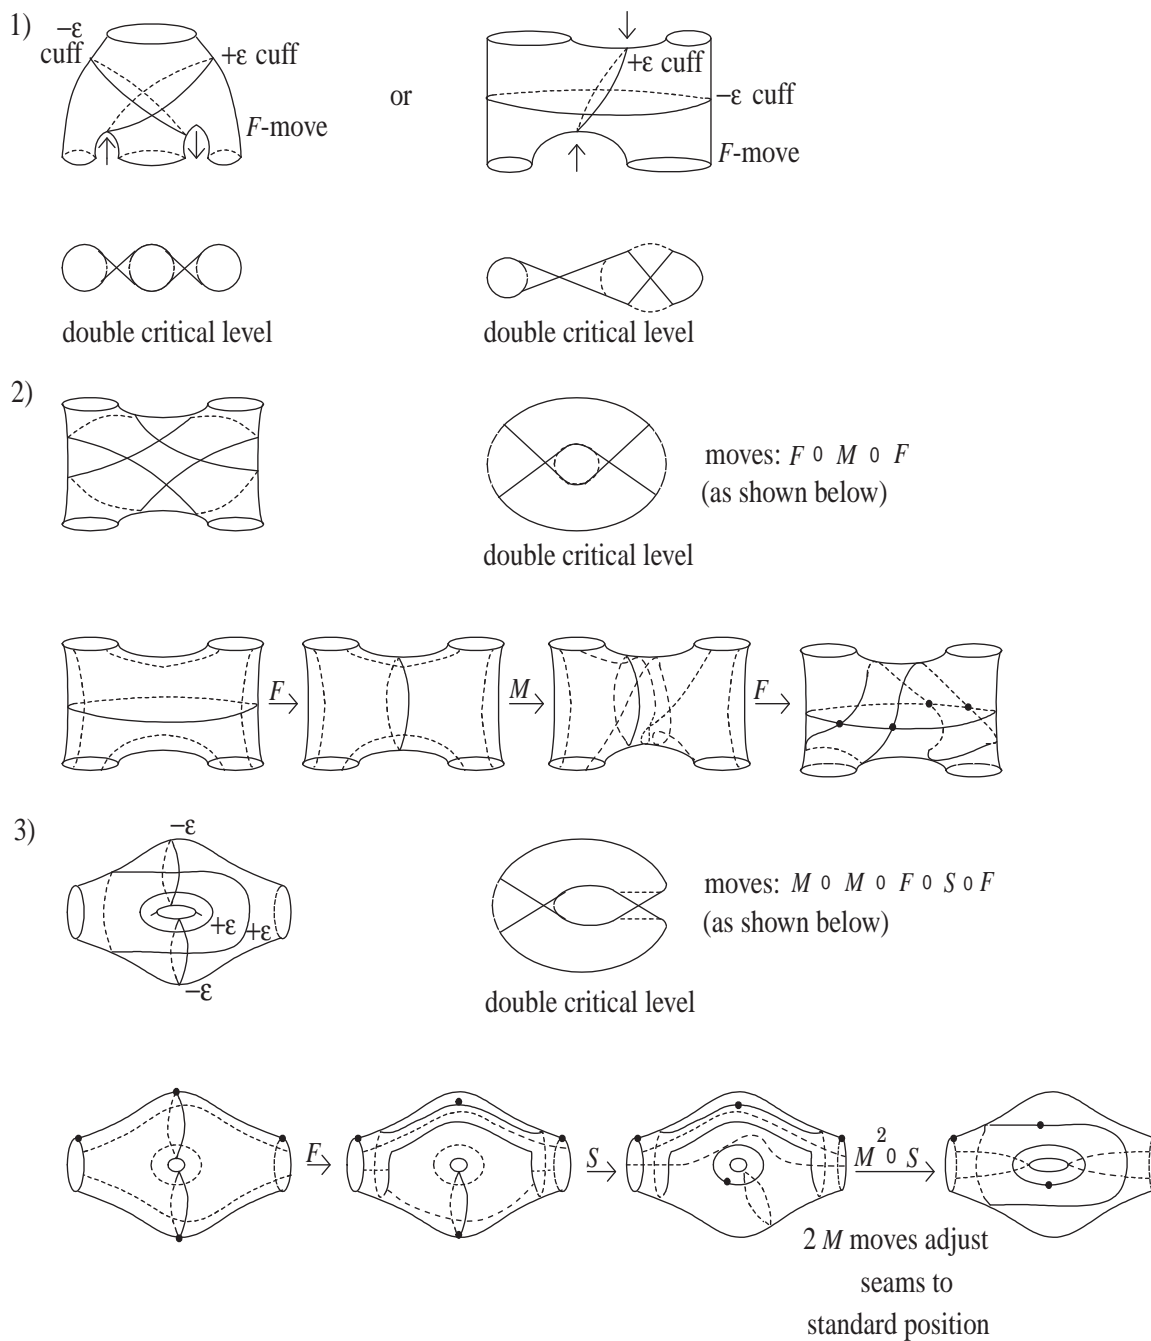 1)
−ε
cuff
+ε cuff
F-move
or
+ε cuff
−ε cuff
F-move
double critical level
double critical level
2)
moves: F o M o F
(as shown below)
double critical level
F
M
F
3)
−ε
+ε
+ε
−ε
moves: M o M o F o S o F
(as shown below)
double critical level
F
S
M² o S
2 M moves adjust
seams to
standard position